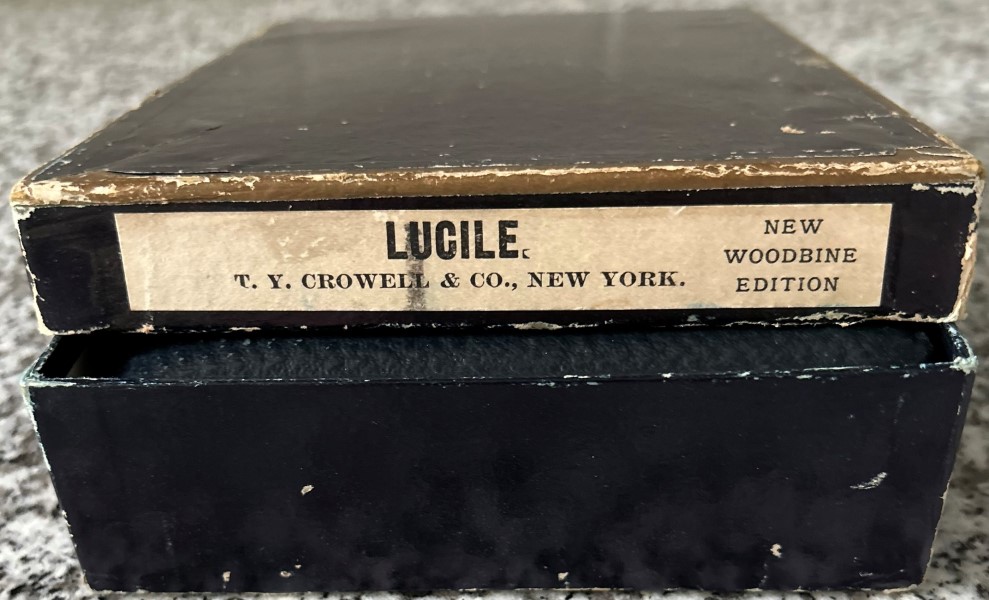 LUCILE.
T. Y. CROWELL & CO., NEW YORK.
NEW
WOODBINE
EDITION